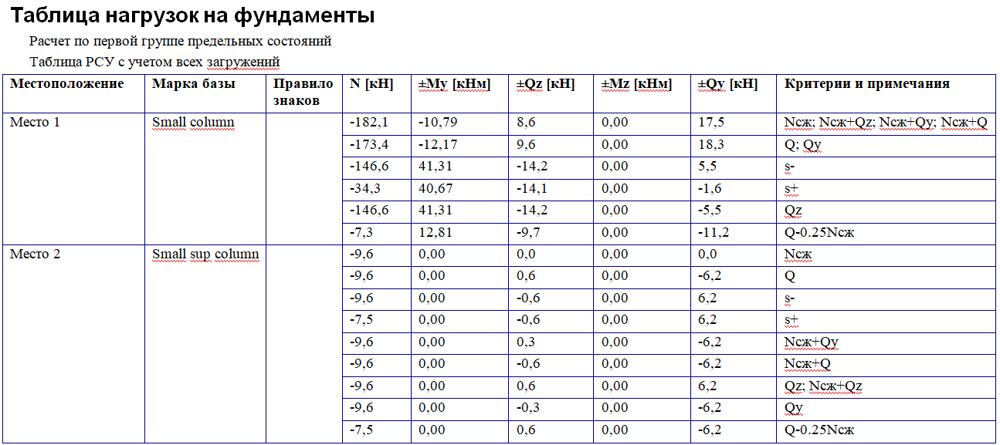 Таблица нагрузок на фундаменты
Расчет по первой группе предельных состояний
Таблица РСУ с учетом всех загружений
Местоположение Марка базы Правило знаков N [кН] ±My [кНм] ±Qz [кН] ±Mz [кНм] ±Qy [кН] Критерии и примечания
Место 1 Small column -182,1 -10,79 8,6 0,00 17,5 Nсж; Nсж+Qz; Nсж+Qy; Nсж+Q
-173,4 -12,17 9,6 0,00 18,3 Q; Qy
-146,6 41,31 -14,2 0,00 5,5 s-
-34,3 40,67 -14,1 0,00 -1,6 s+
-146,6 41,31 -14,2 0,00 -5,5 Qz
-7,3 12,81 -9,7 0,00 -11,2 Q-0.25Nсж
Место 2 Small sup column -9,6 0,00 0,0 0,00 0,0 Nсж
-9,6 0,00 0,6 0,00 -6,2 Q
-9,6 0,00 -0,6 0,00 6,2 s-
-7,5 0,00 -0,6 0,00 6,2 s+
-9,6 0,00 0,3 0,00 -6,2 Nсж+Qy
-9,6 0,00 -0,6 0,00 -6,2 Nсж+Q
-9,6 0,00 0,6 0,00 6,2 Qz; Nсж+Qz
-9,6 0,00 -0,3 0,00 -6,2 Qy
-7,5 0,00 0,6 0,00 -6,2 Q-0.25Nсж